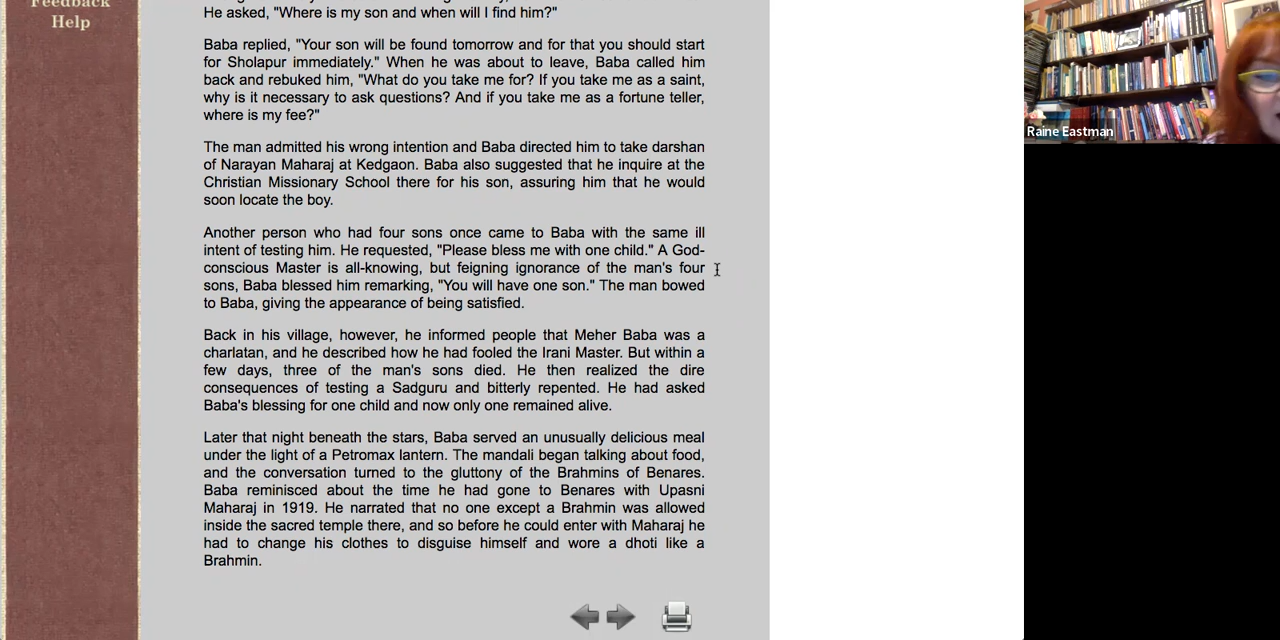 Feedback
Help
He asked, "Where is my son and when will I find him?"
Baba replied, "Your son will be found tomorrow and for that you should start
for Sholapur immediately." When he was about to leave, Baba called him
back and rebuked him, "What do you take me for? If you take me as a saint,
why is it necessary to ask questions? And if you take me as a fortune teller,
where is my fee?"
The man admitted his wrong intention and Baba directed him to take darshan
of Narayan Maharaj at Kedgaon. Baba also suggested that he inquire at the
Christian Missionary School there for his son, assuring him that he would
soon locate the boy.
Another person who had four sons once came to Baba with the same ill
intent of testing him. He requested, "Please bless me with one child." A God-
conscious Master is all-knowing, but feigning ignorance of the man's four
sons, Baba blessed him remarking, "You will have one son." The man bowed
to Baba, giving the appearance of being satisfied.
Back in his village, however, he informed people that Meher Baba was a
charlatan, and he described how he had fooled the Irani Master. But within a
few days, three of the man's sons died. He then realized the dire
consequences of testing a Sadguru and bitterly repented. He had asked
Baba's blessing for one child and now only one remained alive.
Later that night beneath the stars, Baba served an unusually delicious meal
under the light of a Petromax lantern. The mandali began talking about food,
and the conversation turned to the gluttony of the Brahmins of Benares.
Baba reminisced about the time he had gone to Benares with Upasni
Maharaj in 1919. He narrated that no one except a Brahmin was allowed
inside the sacred temple there, and so before he could enter with Maharaj he
had to change his clothes to disguise himself and wore a dhoti like a
Brahmin.
Raine Eastman